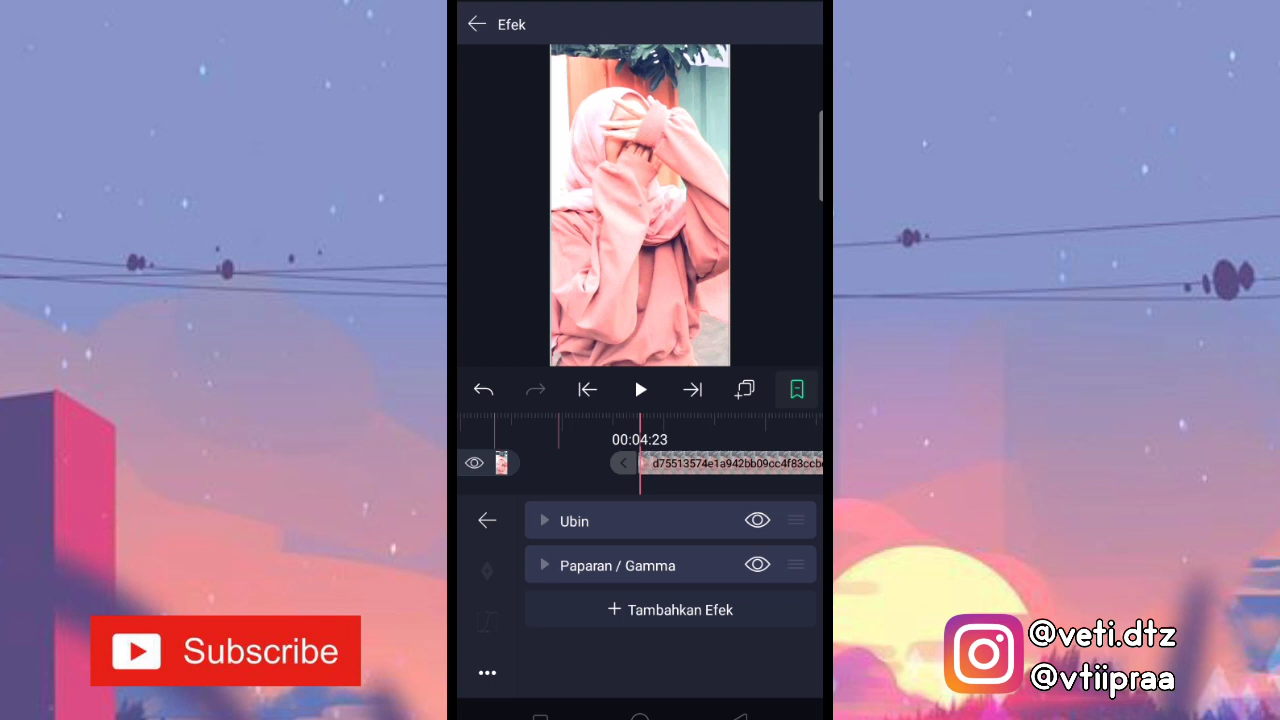 Efek
00:04:23
d75513574e1a942bb09cc4f83ccb
Ubin
Paparan / Gamma
+ Tambahkan Efek
Subscribe
@veti.dtz
@vtiipraa